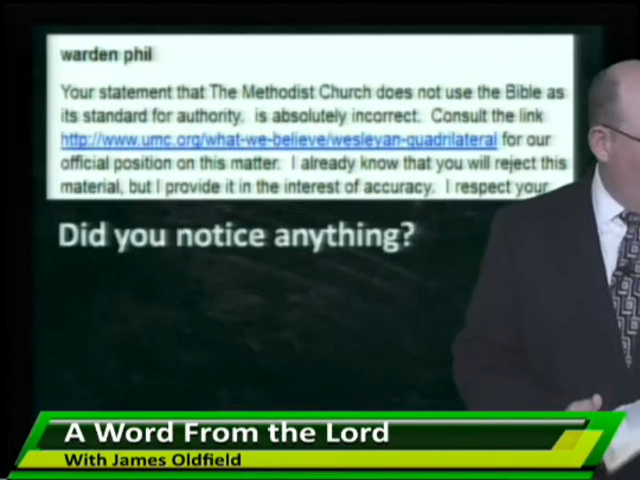 warden phil
Your statement that The Methodist Church does not use the Bible as
its standard for authority. is absolutely incorrect. Consult the link
http://www.umc.org/what-we-believe/wesleyan-quadrilateral for our
official position on this matter. I already know that you will reject this
material, but I provide it in the interest of accuracy. I respect your
Did you notice anything?
A Word From the Lord
With James Oldfield